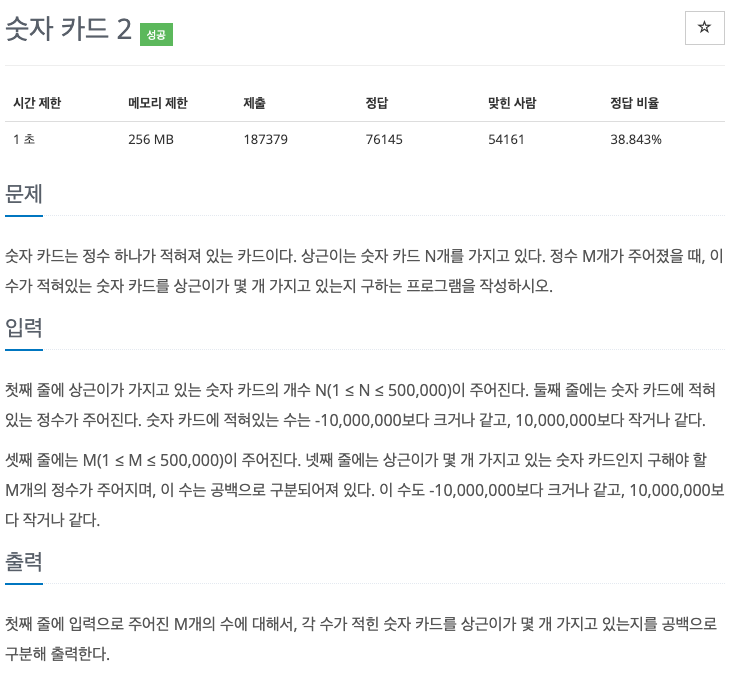 숫자 카드 2 성공
☆
시간 제한 메모리 제한 제출 정답 맞힌 사람 정답 비율
1 초 256 MB 187379 76145 54161 38.843%
문제
숫자 카드는 정수 하나가 적혀져 있는 카드이다. 상근이는 숫자 카드 N개를 가지고 있다. 정수 M개가 주어졌을 때, 이
수가 적혀있는 숫자 카드를 상근이가 몇 개 가지고 있는지 구하는 프로그램을 작성하시오.
입력
첫째 줄에 상근이가 가지고 있는 숫자 카드의 개수 N(1 ≤ N ≤ 500,000)이 주어진다. 둘째 줄에는 숫자 카드에 적혀
있는 정수가 주어진다. 숫자 카드에 적혀있는 수는 -10,000,000보다 크거나 같고, 10,000,000보다 작거나 같다.
셋째 줄에는 M(1 ≤ M ≤ 500,000)이 주어진다. 넷째 줄에는 상근이가 몇 개 가지고 있는 숫자 카드인지 구해야 할
M개의 정수가 주어지며, 이 수는 공백으로 구분되어져 있다. 이 수도 -10,000,000보다 크거나 같고, 10,000,000보
다 작거나 같다.
출력
첫째 줄에 입력으로 주어진 M개의 수에 대해서, 각 수가 적힌 숫자 카드를 상근이가 몇 개 가지고 있는지를 공백으로
구분해 출력한다.